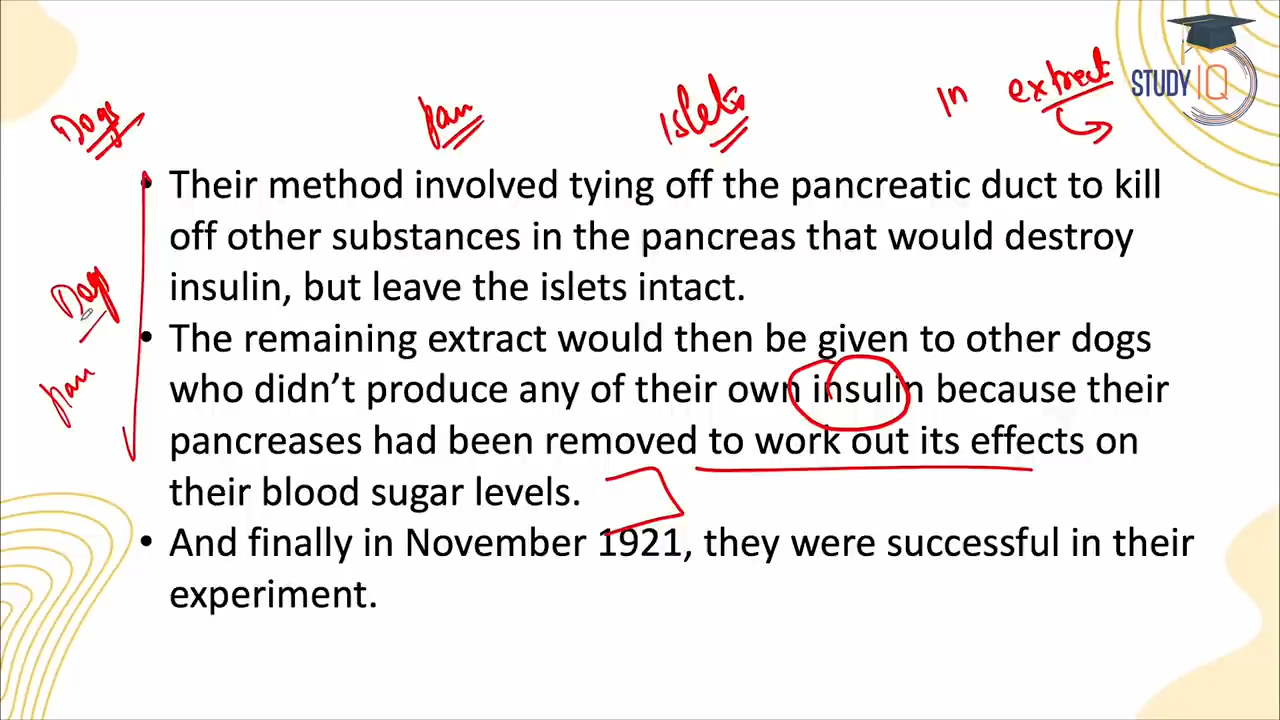 STUDY IQ
Dogs pan Islets In extract
• Their method involved tying off the pancreatic duct to kill
off other substances in the pancreas that would destroy
insulin, but leave the islets intact.
Dogs
• The remaining extract would then be given to other dogs
who didn’t produce any of their own insulin because their
pan
pancreases had been removed to work out its effects on
their blood sugar levels.
• And finally in November 1921, they were successful in their
experiment.